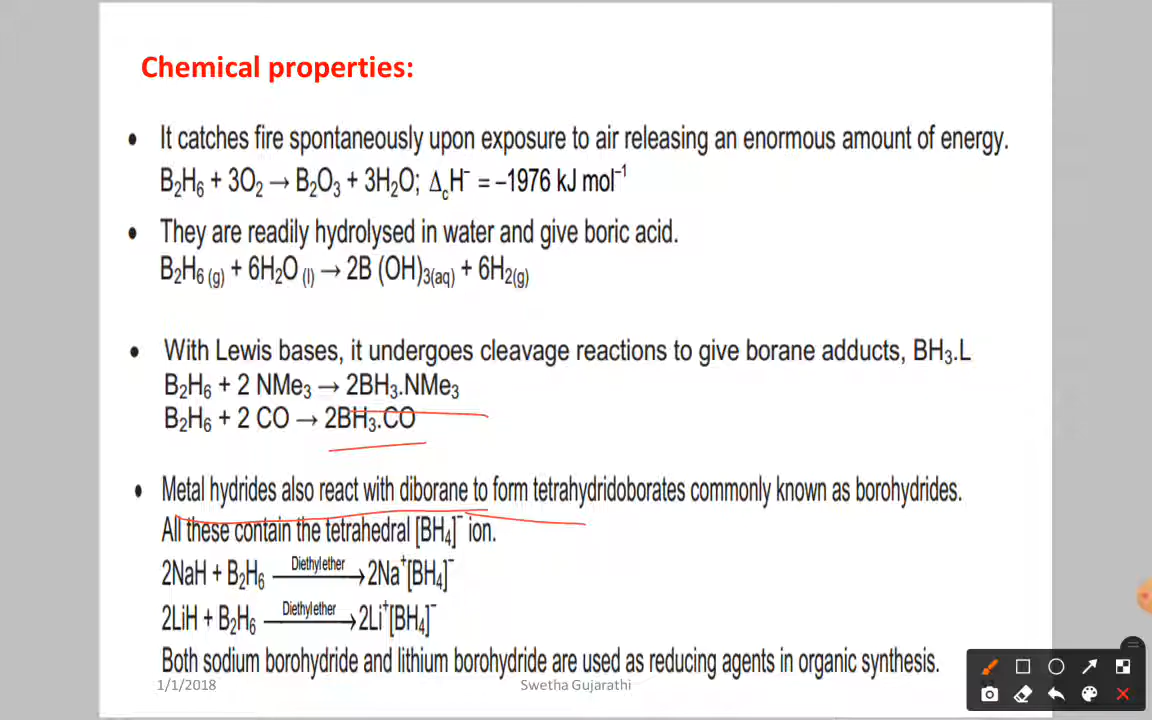 Chemical properties:
• It catches fire spontaneously upon exposure to air releasing an enormous amount of energy.
B₂H₆ + 3O₂ → B₂O₃ + 3H₂O; Δ꜀H⁻ = −1976 kJ mol⁻¹
• They are readily hydrolysed in water and give boric acid.
B₂H₆ (g) + 6H₂O (l) → 2B (OH)₃(aq) + 6H₂(g)
• With Lewis bases, it undergoes cleavage reactions to give borane adducts, BH₃.L
B₂H₆ + 2 NMe₃ → 2BH₃.NMe₃
B₂H₆ + 2 CO → 2BH₃.CO
• Metal hydrides also react with diborane to form tetrahydridoborates commonly known as borohydrides.
All these contain the tetrahedral [BH₄]⁻ ion.
2NaH + B₂H₆ Diethylether → 2Na⁺[BH₄]⁻
2LiH + B₂H₆ Diethylether → 2Li⁺[BH₄]⁻
Both sodium borohydride and lithium borohydride are used as reducing agents in organic synthesis.
1/1/2018 Swetha Gujarathi